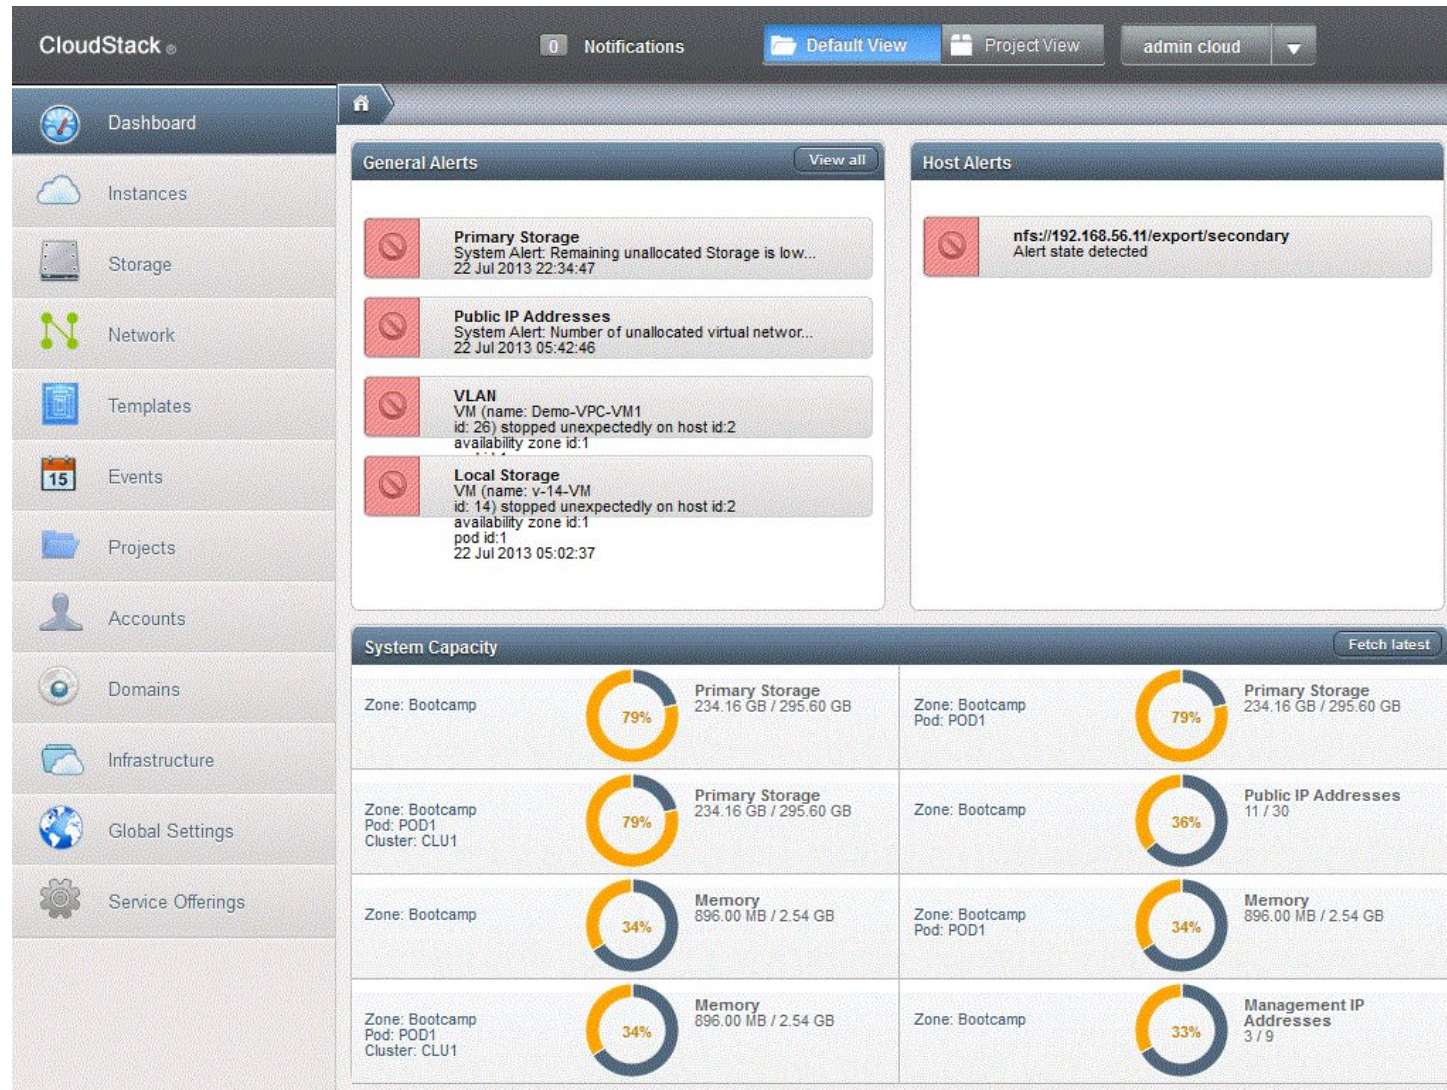 CloudStack ®
0 Notifications
Default View
Project View
admin cloud
Dashboard
Instances
Storage
Network
Templates
15
Events
Projects
Accounts
Domains
Infrastructure
Global Settings
Service Offerings
General Alerts
View all
Primary Storage
System Alert: Remaining unallocated Storage is low...
22 Jul 2013 22:34:47
Public IP Addresses
System Alert: Number of unallocated virtual networ...
22 Jul 2013 05:42:46
VLAN
VM (name: Demo-VPC-VM1
id: 26) stopped unexpectedly on host id:2
availability zone id:1
Local Storage
VM (name: v-14-VM
id: 14) stopped unexpectedly on host id:2
availability zone id:1
pod id:1
22 Jul 2013 05:02:37
Host Alerts
nfs://192.168.56.11/export/secondary
Alert state detected
System Capacity
Fetch latest
Zone: Bootcamp
79%
Primary Storage
234.16 GB / 295.60 GB
Zone: Bootcamp
Pod: POD1
79%
Primary Storage
234.16 GB / 295.60 GB
Zone: Bootcamp
Pod: POD1
Cluster: CLU1
79%
Primary Storage
234.16 GB / 295.60 GB
Zone: Bootcamp
36%
Public IP Addresses
11 / 30
Zone: Bootcamp
34%
Memory
896.00 MB / 2.54 GB
Zone: Bootcamp
Pod: POD1
34%
Memory
896.00 MB / 2.54 GB
Zone: Bootcamp
Pod: POD1
Cluster: CLU1
34%
Memory
896.00 MB / 2.54 GB
Zone: Bootcamp
33%
Management IP
Addresses
3 / 9